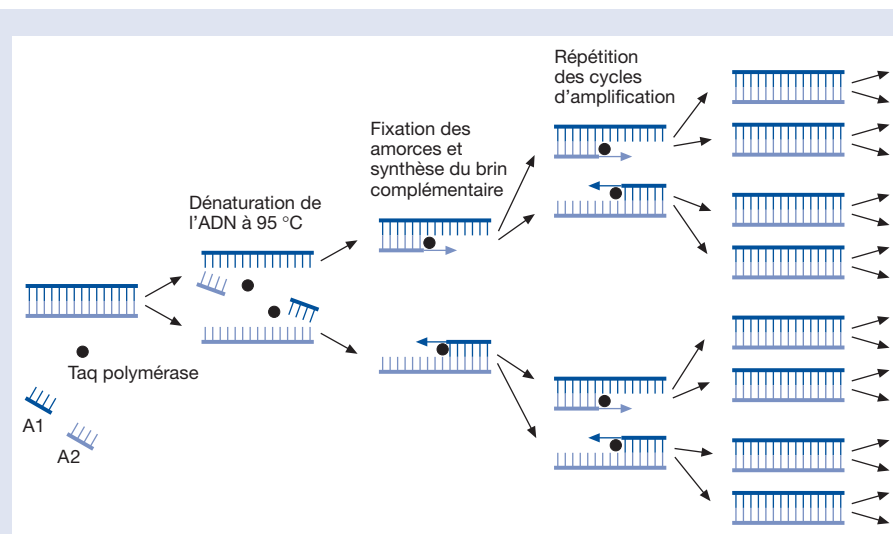 Répétition
des cycles
d'amplification
Fixation des
amorces et
synthèse du brin
complémentaire
Dénaturation de
l'ADN à 95 °C
Taq polymérase
A1
A2